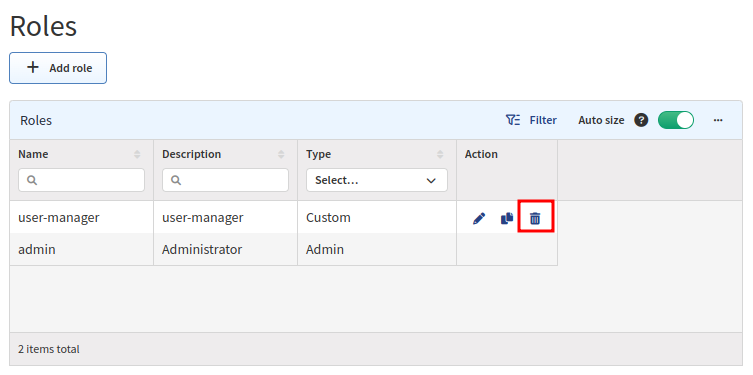 Roles
Add role
Roles Filter Auto size ? ...
Name Description Type Action
Select...
user-manager user-manager Custom
admin Administrator Admin
2 items total